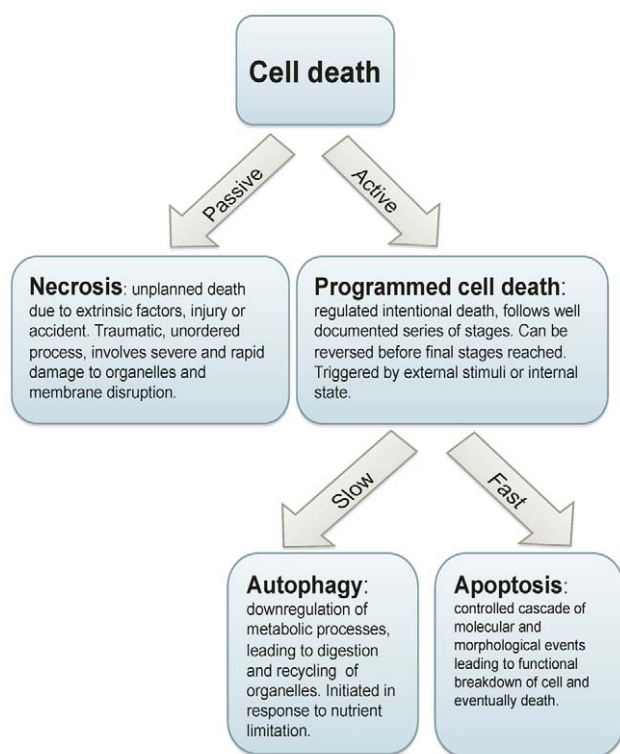 Cell death
Passive
Active
Necrosis: unplanned death
due to extrinsic factors, injury or
accident. Traumatic, unordered
process, involves severe and rapid
damage to organelles and
membrane disruption.
Programmed cell death:
regulated intentional death, follows well
documented series of stages. Can be
reversed before final stages reached.
Triggered by external stimuli or internal
state.
Slow
Fast
Autophagy:
downregulation of
metabolic processes,
leading to digestion
and recycling of
organelles. Initiated in
response to nutrient
limitation.
Apoptosis:
controlled cascade of
molecular and
morphological events
leading to functional
breakdown of cell and
eventually death.